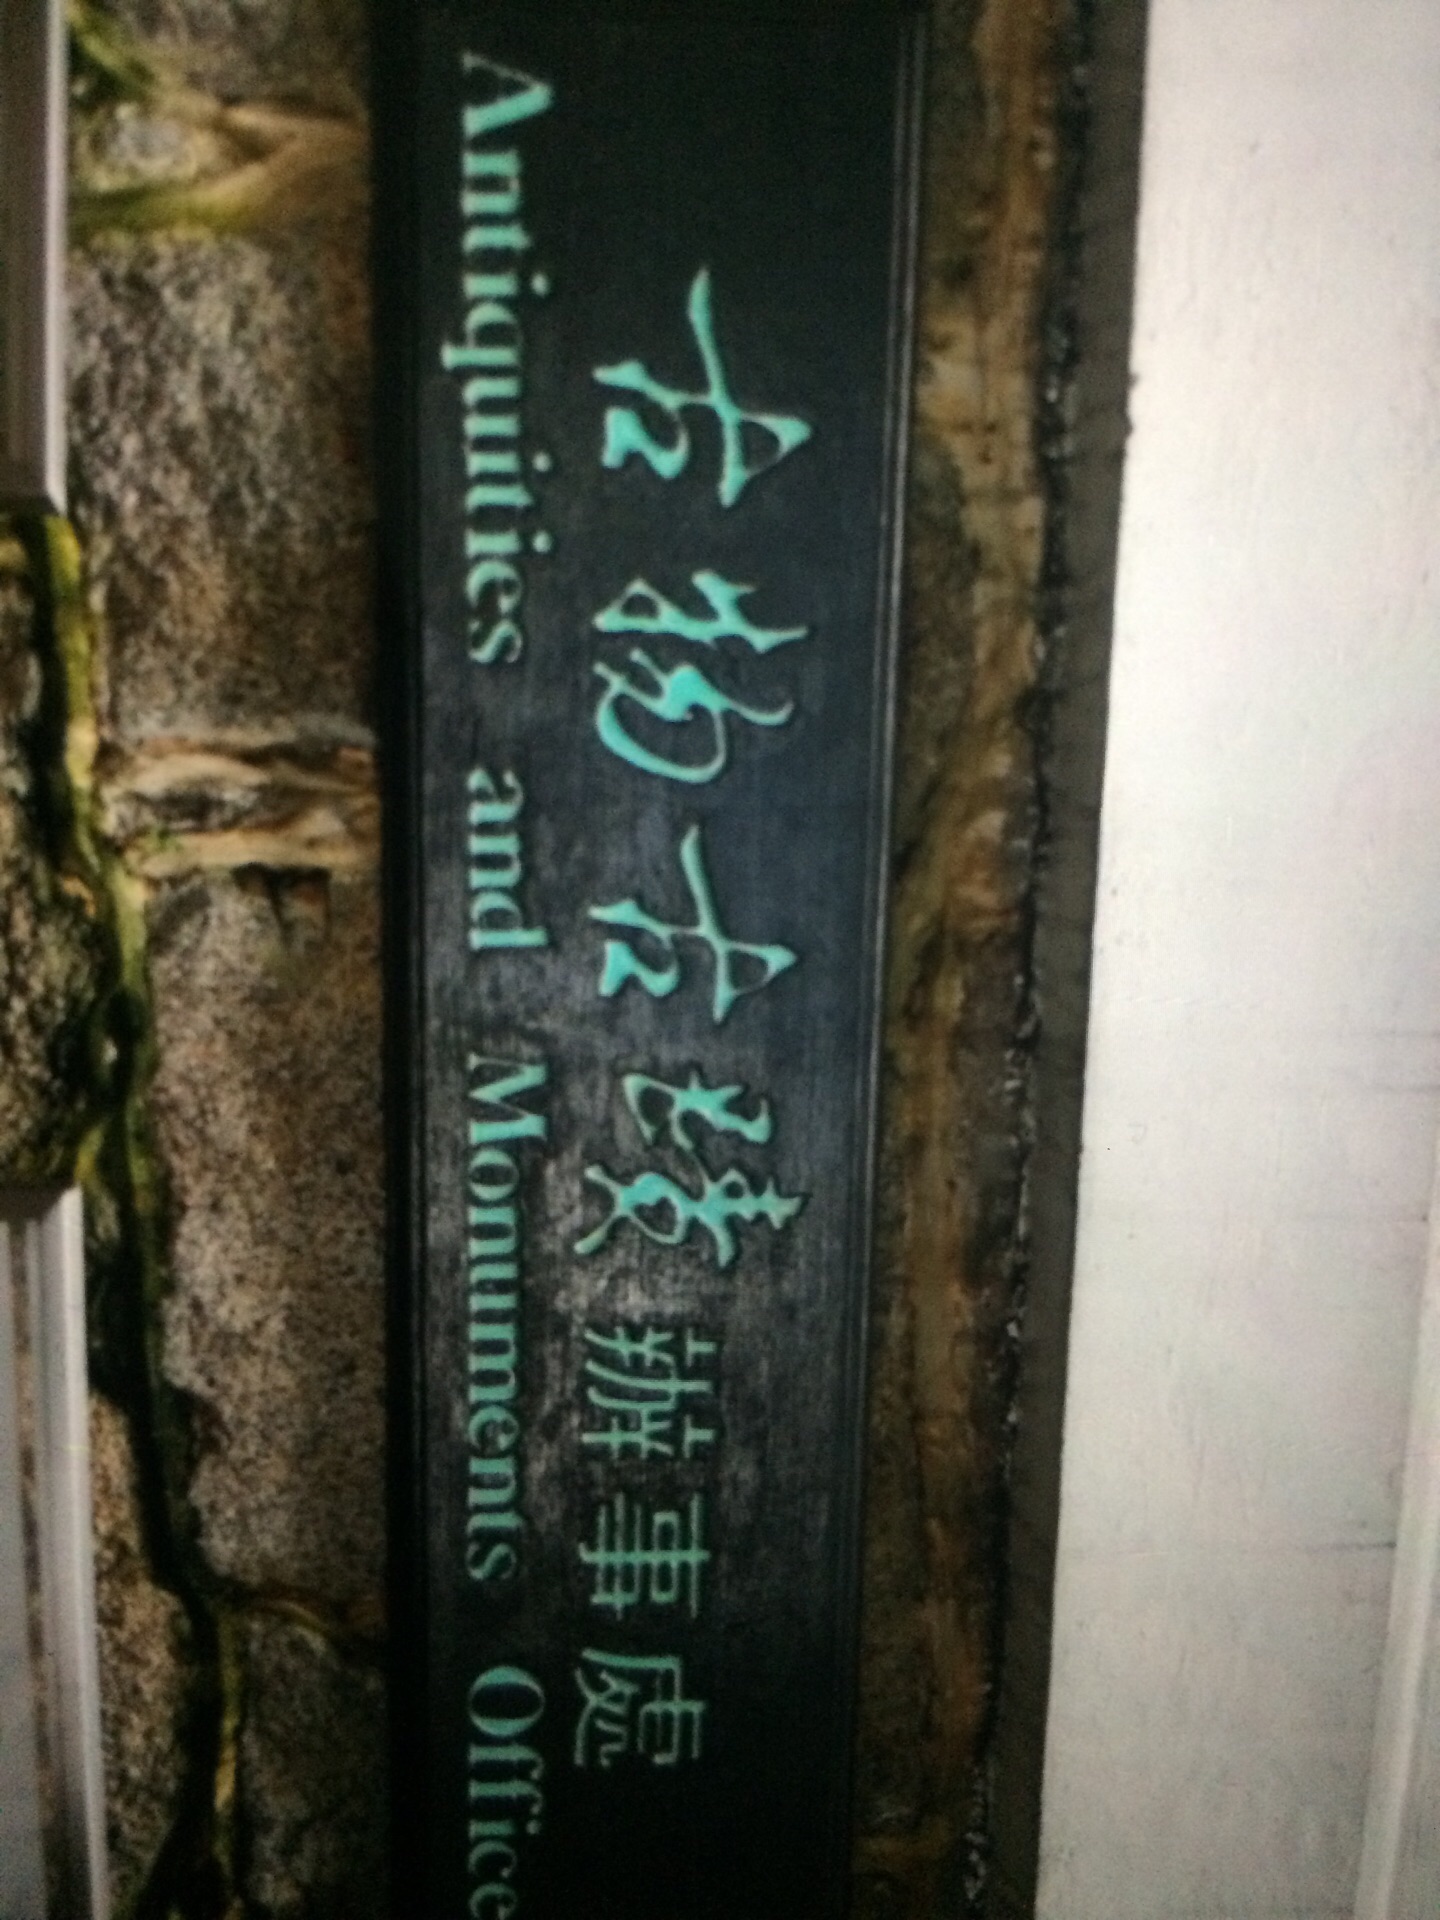 古物古蹟辦事處
Antiquities and Monuments Office